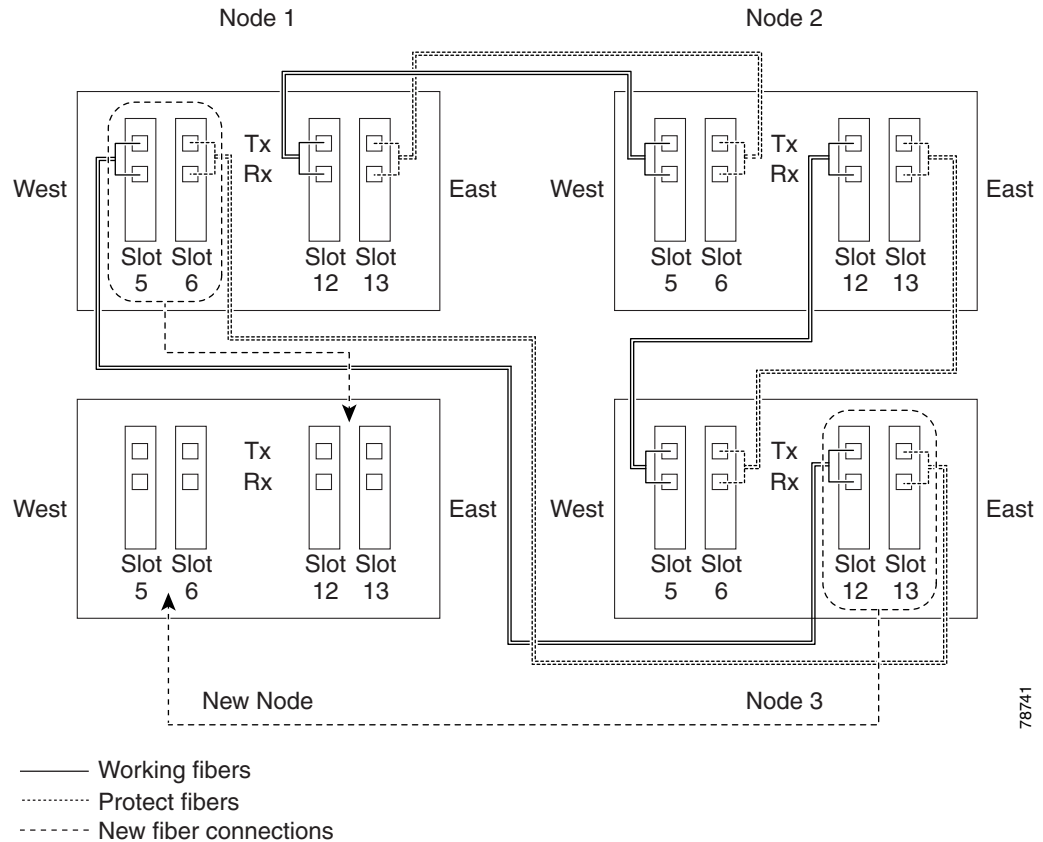 Node 1 Node 2
Tx Tx
Rx Rx
West East West East
Slot Slot Slot Slot Slot Slot Slot Slot
5 6 12 13 5 6 12 13
Tx Tx
Rx Rx
West East West East
Slot Slot Slot Slot Slot Slot Slot Slot
5 6 12 13 5 6 12 13
New Node Node 3
78741
Working fibers
Protect fibers
New fiber connections